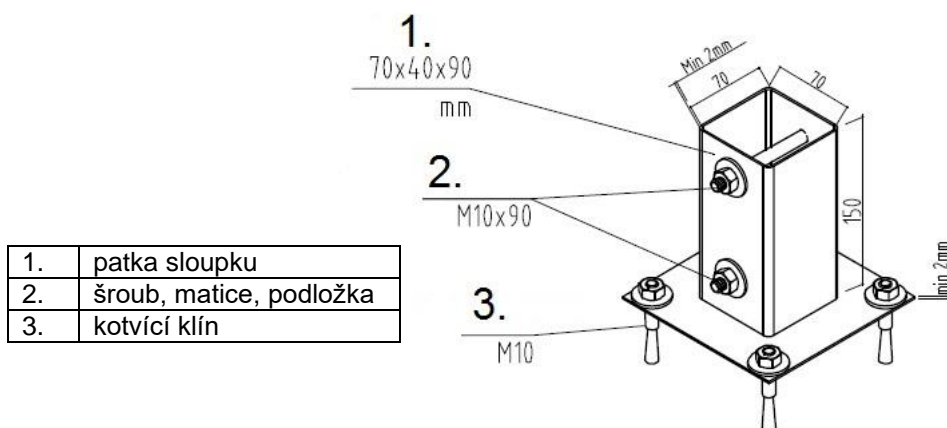 1.
70x40x90
mm
Min 2mm
70
70
2.
M10x90
150
min 2mm
3.
M10
1. patka sloupku
2. šroub, matice, podložka
3. kotvící klín